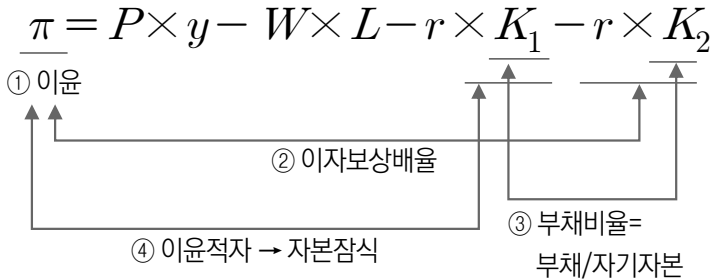 π = P × y − W × L − r × K₁ − r × K₂
① 이윤
② 이자보상배율
③ 부채비율=
부채/자기자본
④ 이윤적자 → 자본잠식